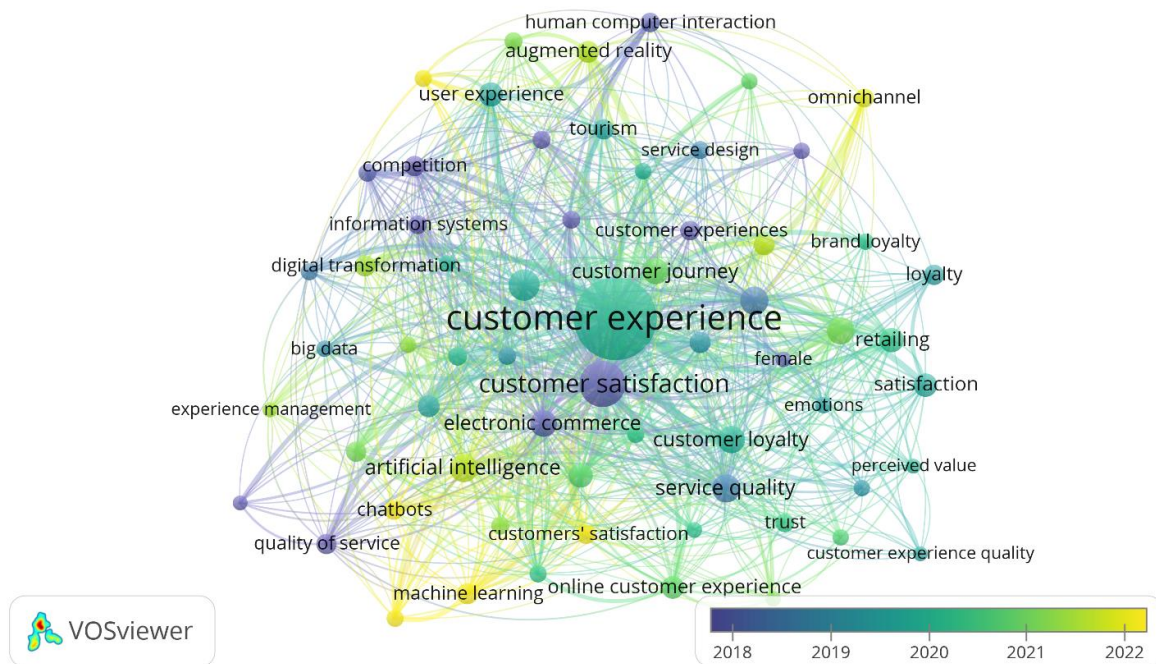 human computer interaction
augmented reality
user experience
omnichannel
tourism
service design
competition
information systems
customer experiences
brand loyalty
digital transformation
customer journey
loyalty
customer experience
big data
retailing
female
customer satisfaction
satisfaction
experience management
emotions
electronic commerce
customer loyalty
artificial intelligence
perceived value
service quality
chatbots
trust
customers' satisfaction
quality of service
customer experience quality
online customer experience
machine learning
VOSviewer
2018 2019 2020 2021 2022